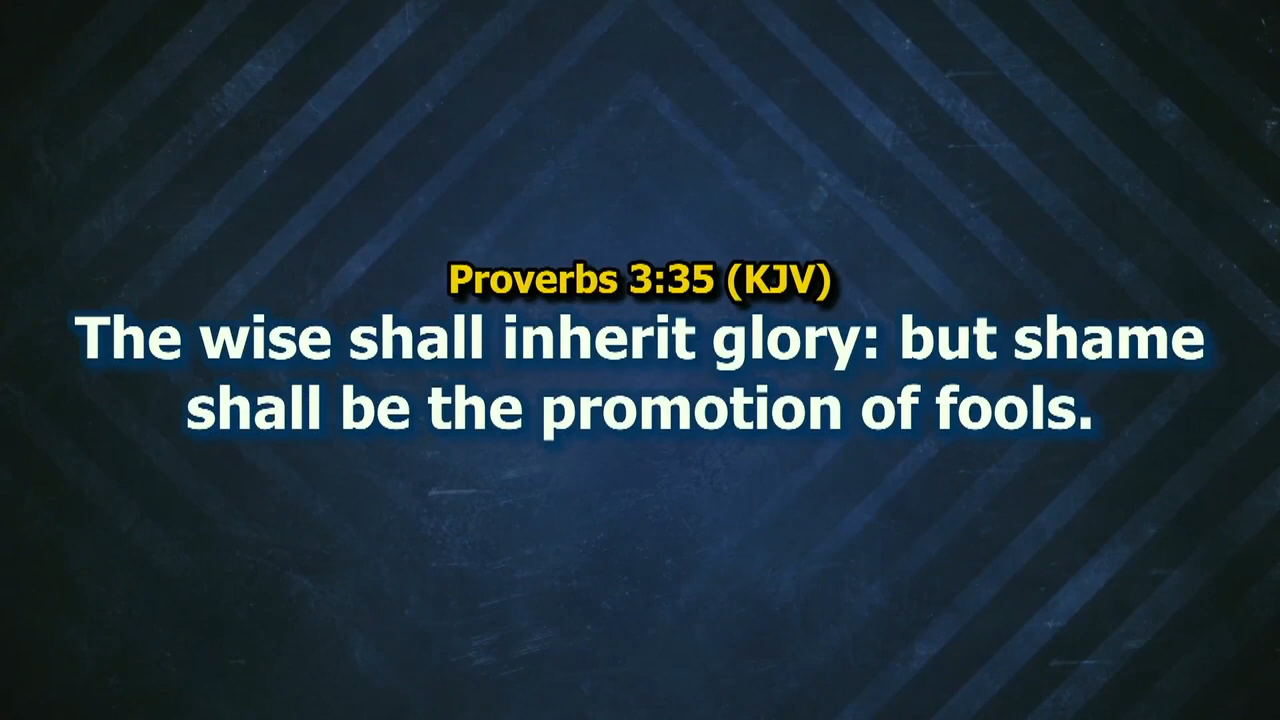 Proverbs 3:35 (KJV)
The wise shall inherit glory: but shame
shall be the promotion of fools.